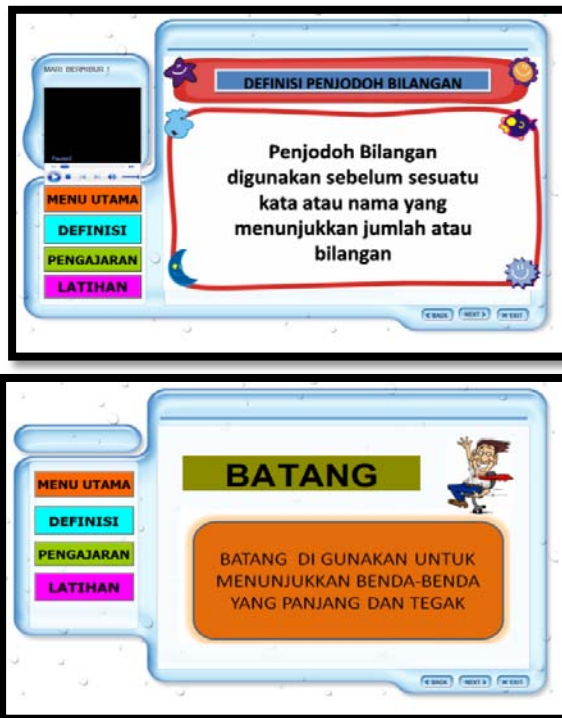 MARI BERHIBUR !
Paused
MENU UTAMA
DEFINISI
PENGAJARAN
LATIHAN
DEFINISI PENJODOH BILANGAN
Penjodoh Bilangan
digunakan sebelum sesuatu
kata atau nama yang
menunjukkan jumlah atau
bilangan
BACK
NEXT
EXIT
MENU UTAMA
DEFINISI
PENGAJARAN
LATIHAN
BATANG
BATANG DI GUNAKAN UNTUK
MENUNJUKKAN BENDA-BENDA
YANG PANJANG DAN TEGAK
BACK
NEXT
EXIT